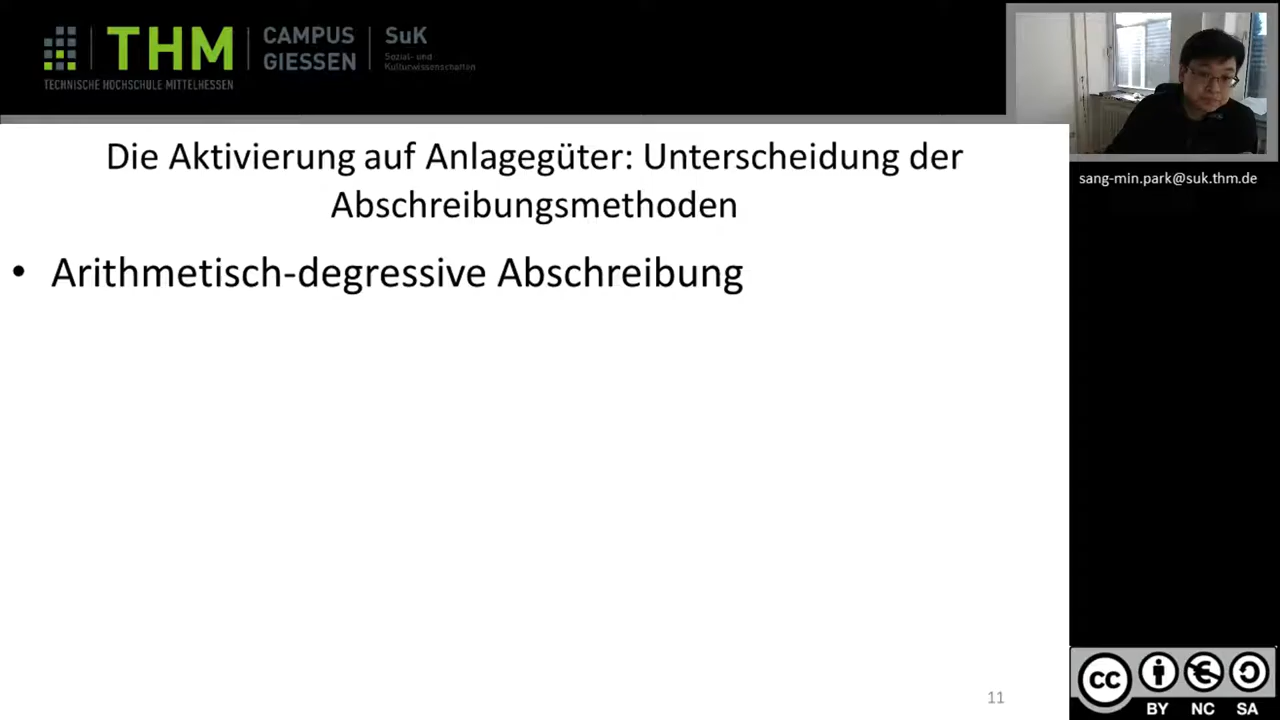 THM
CAMPUS
GIESSEN
SuK
Sozial- und
Kulturwissenschaften
TECHNISCHE HOCHSCHULE MITTELHESSEN
sang-min.park@suk.thm.de
Die Aktivierung auf Anlagegüter: Unterscheidung der
Abschreibungsmethoden
• Arithmetisch-degressive Abschreibung
11
CC
BY NC SA